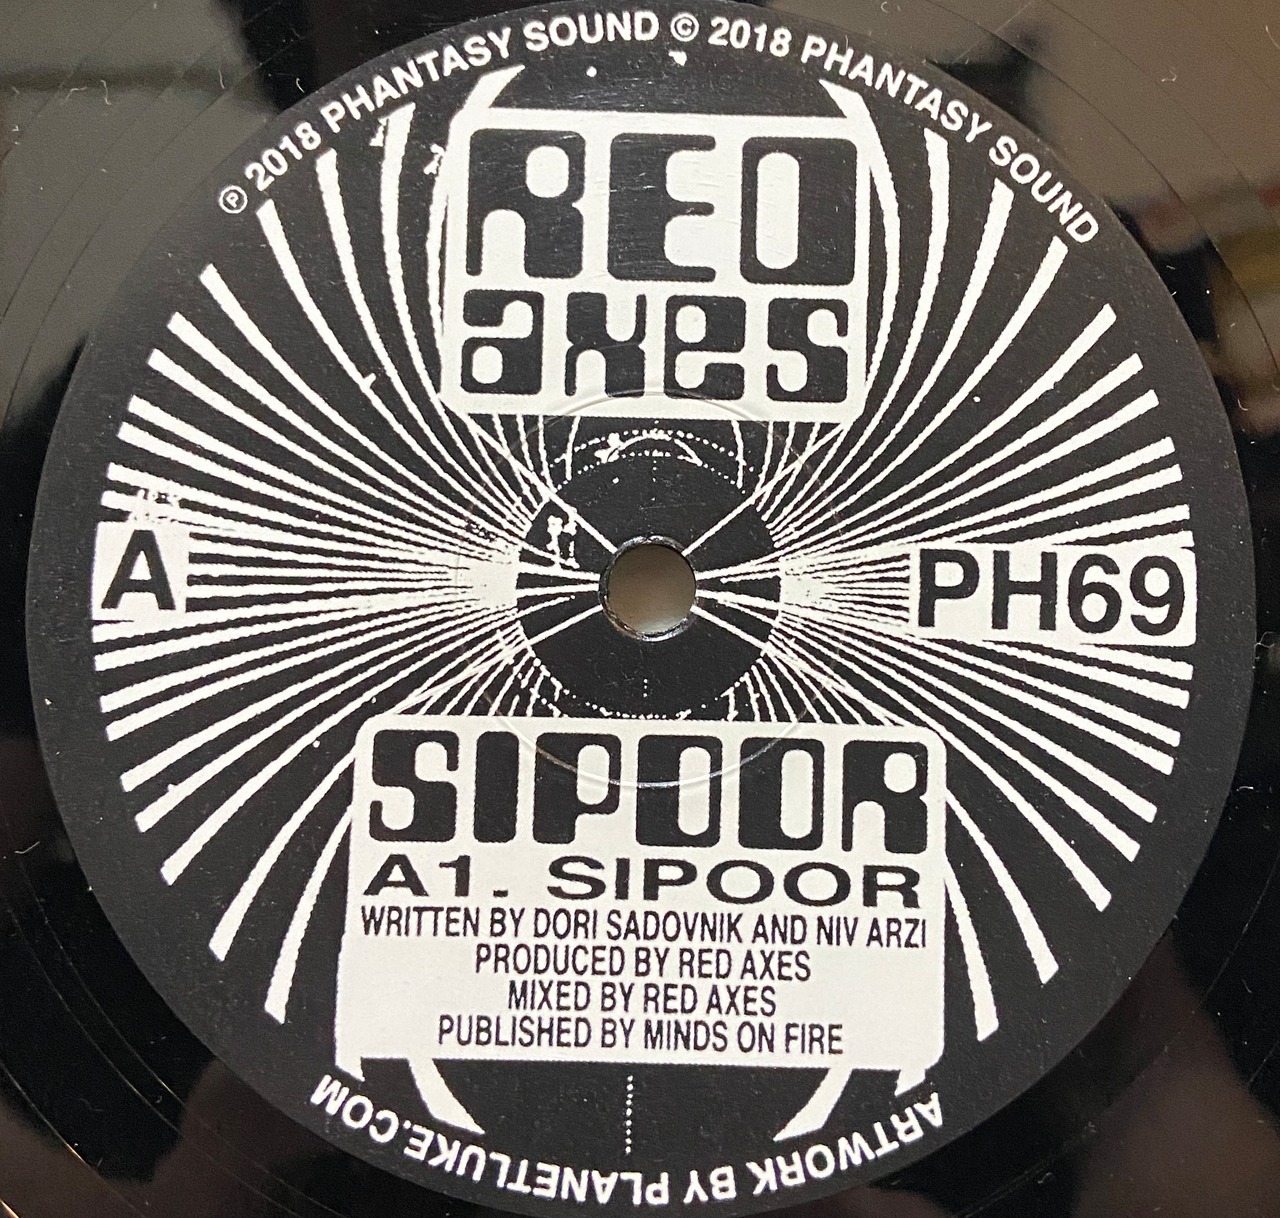 ℗ 2018 PHANTASY SOUND © 2018 PHANTASY SOUND
RED
axes
A
PH69
SIPOOR
A1. SIPOOR
WRITTEN BY DORI SADOVNIK AND NIV ARZI
PRODUCED BY RED AXES
MIXED BY RED AXES
PUBLISHED BY MINDS ON FIRE
ARTWORK BY PLANETLUKE.COM